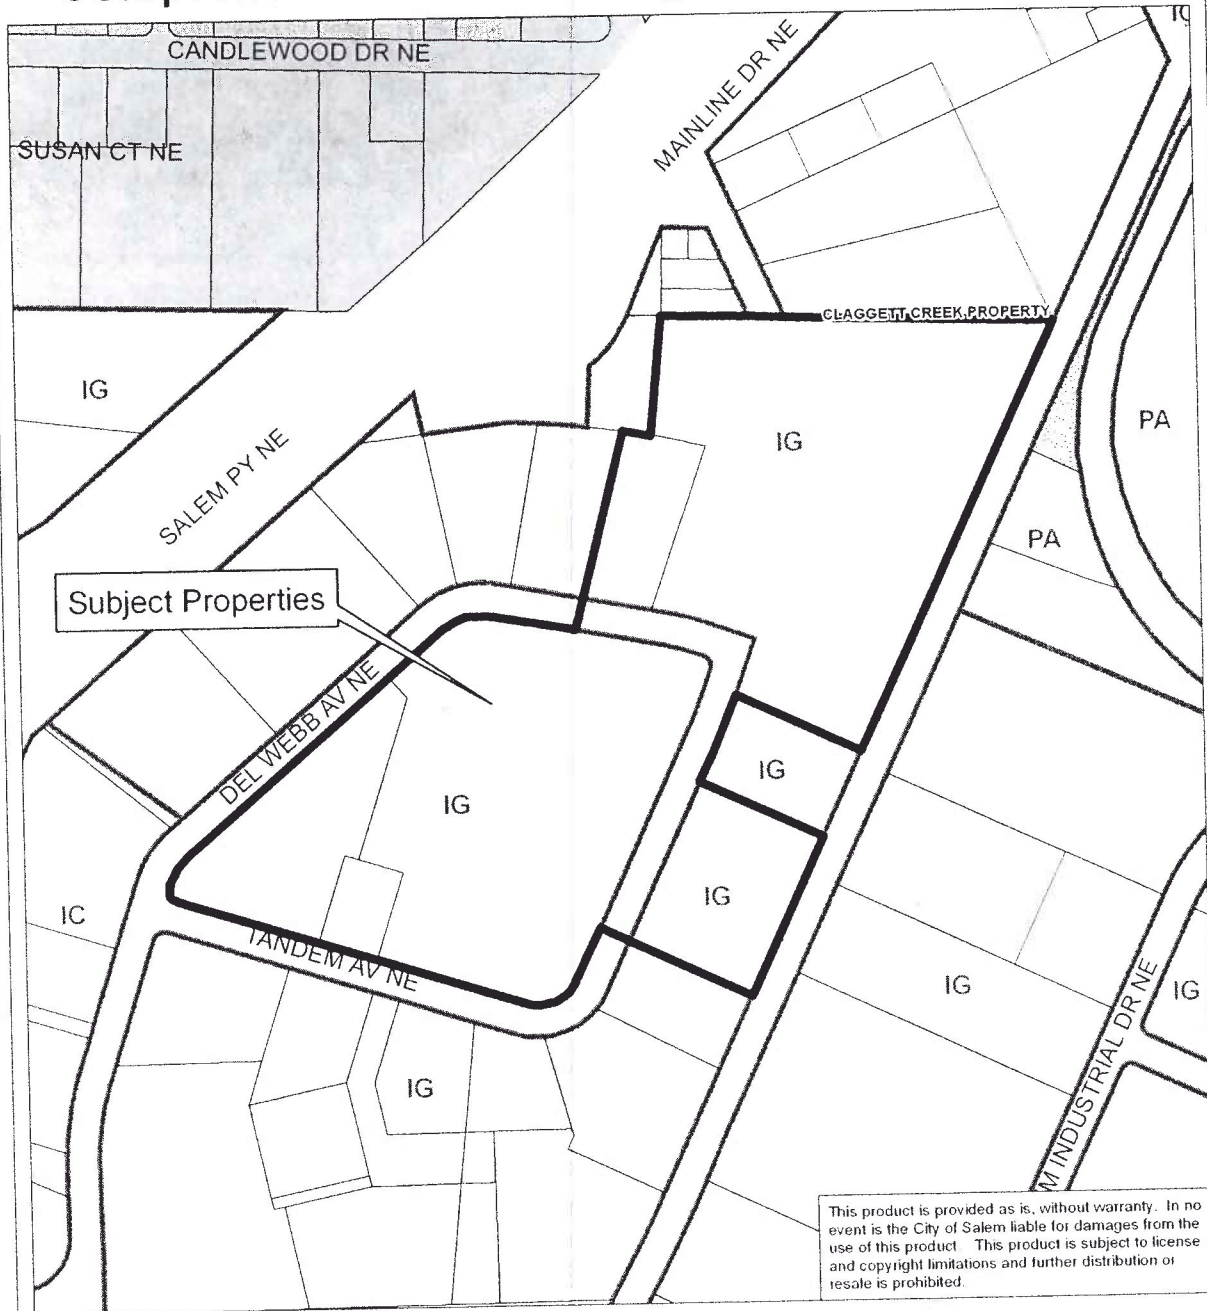 CANDLEWOOD DR NE
MAINLINE DR NE
SUSAN CT NE
CLAGGETT CREEK PROPERTY
IG
IG
PA
SALEM PY NE
PA
Subject Properties
DEL WEBB AV NE
IG
IG
IG
IC
TANDEM AV NE
IG
IG
IG
INDUSTRIAL DR NE
This product is provided as is, without warranty. In no
event is the City of Salem liable for damages from the
use of this product. This product is subject to license
and copyright limitations and further distribution or
resale is prohibited.